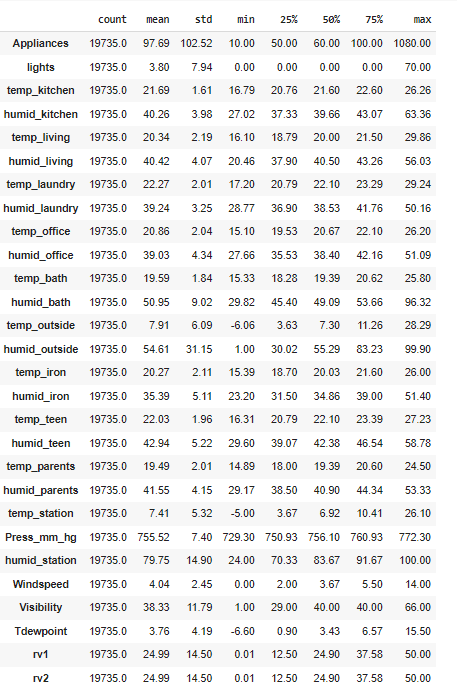 count mean std min 25% 50% 75% max
Appliances 19735.0 97.69 102.52 10.00 50.00 60.00 100.00 1080.00
lights 19735.0 3.80 7.94 0.00 0.00 0.00 0.00 70.00
temp_kitchen 19735.0 21.69 1.61 16.79 20.76 21.60 22.60 26.26
humid_kitchen 19735.0 40.26 3.98 27.02 37.33 39.66 43.07 63.36
temp_living 19735.0 20.34 2.19 16.10 18.79 20.00 21.50 29.86
humid_living 19735.0 40.42 4.07 20.46 37.90 40.50 43.26 56.03
temp_laundry 19735.0 22.27 2.01 17.20 20.79 22.10 23.29 29.24
humid_laundry 19735.0 39.24 3.25 28.77 36.90 38.53 41.76 50.16
temp_office 19735.0 20.86 2.04 15.10 19.53 20.67 22.10 26.20
humid_office 19735.0 39.03 4.34 27.66 35.53 38.40 42.16 51.09
temp_bath 19735.0 19.59 1.84 15.33 18.28 19.39 20.62 25.80
humid_bath 19735.0 50.95 9.02 29.82 45.40 49.09 53.66 96.32
temp_outside 19735.0 7.91 6.09 -6.06 3.63 7.30 11.26 28.29
humid_outside 19735.0 54.61 31.15 1.00 30.02 55.29 83.23 99.90
temp_iron 19735.0 20.27 2.11 15.39 18.70 20.03 21.60 26.00
humid_iron 19735.0 35.39 5.11 23.20 31.50 34.86 39.00 51.40
temp_teen 19735.0 22.03 1.96 16.31 20.79 22.10 23.39 27.23
humid_teen 19735.0 42.94 5.22 29.60 39.07 42.38 46.54 58.78
temp_parents 19735.0 19.49 2.01 14.89 18.00 19.39 20.60 24.50
humid_parents 19735.0 41.55 4.15 29.17 38.50 40.90 44.34 53.33
temp_station 19735.0 7.41 5.32 -5.00 3.67 6.92 10.41 26.10
Press_mm_hg 19735.0 755.52 7.40 729.30 750.93 756.10 760.93 772.30
humid_station 19735.0 79.75 14.90 24.00 70.33 83.67 91.67 100.00
Windspeed 19735.0 4.04 2.45 0.00 2.00 3.67 5.50 14.00
Visibility 19735.0 38.33 11.79 1.00 29.00 40.00 40.00 66.00
Tdewpoint 19735.0 3.76 4.19 -6.60 0.90 3.43 6.57 15.50
rv1 19735.0 24.99 14.50 0.01 12.50 24.90 37.58 50.00
rv2 19735.0 24.99 14.50 0.01 12.50 24.90 37.58 50.00